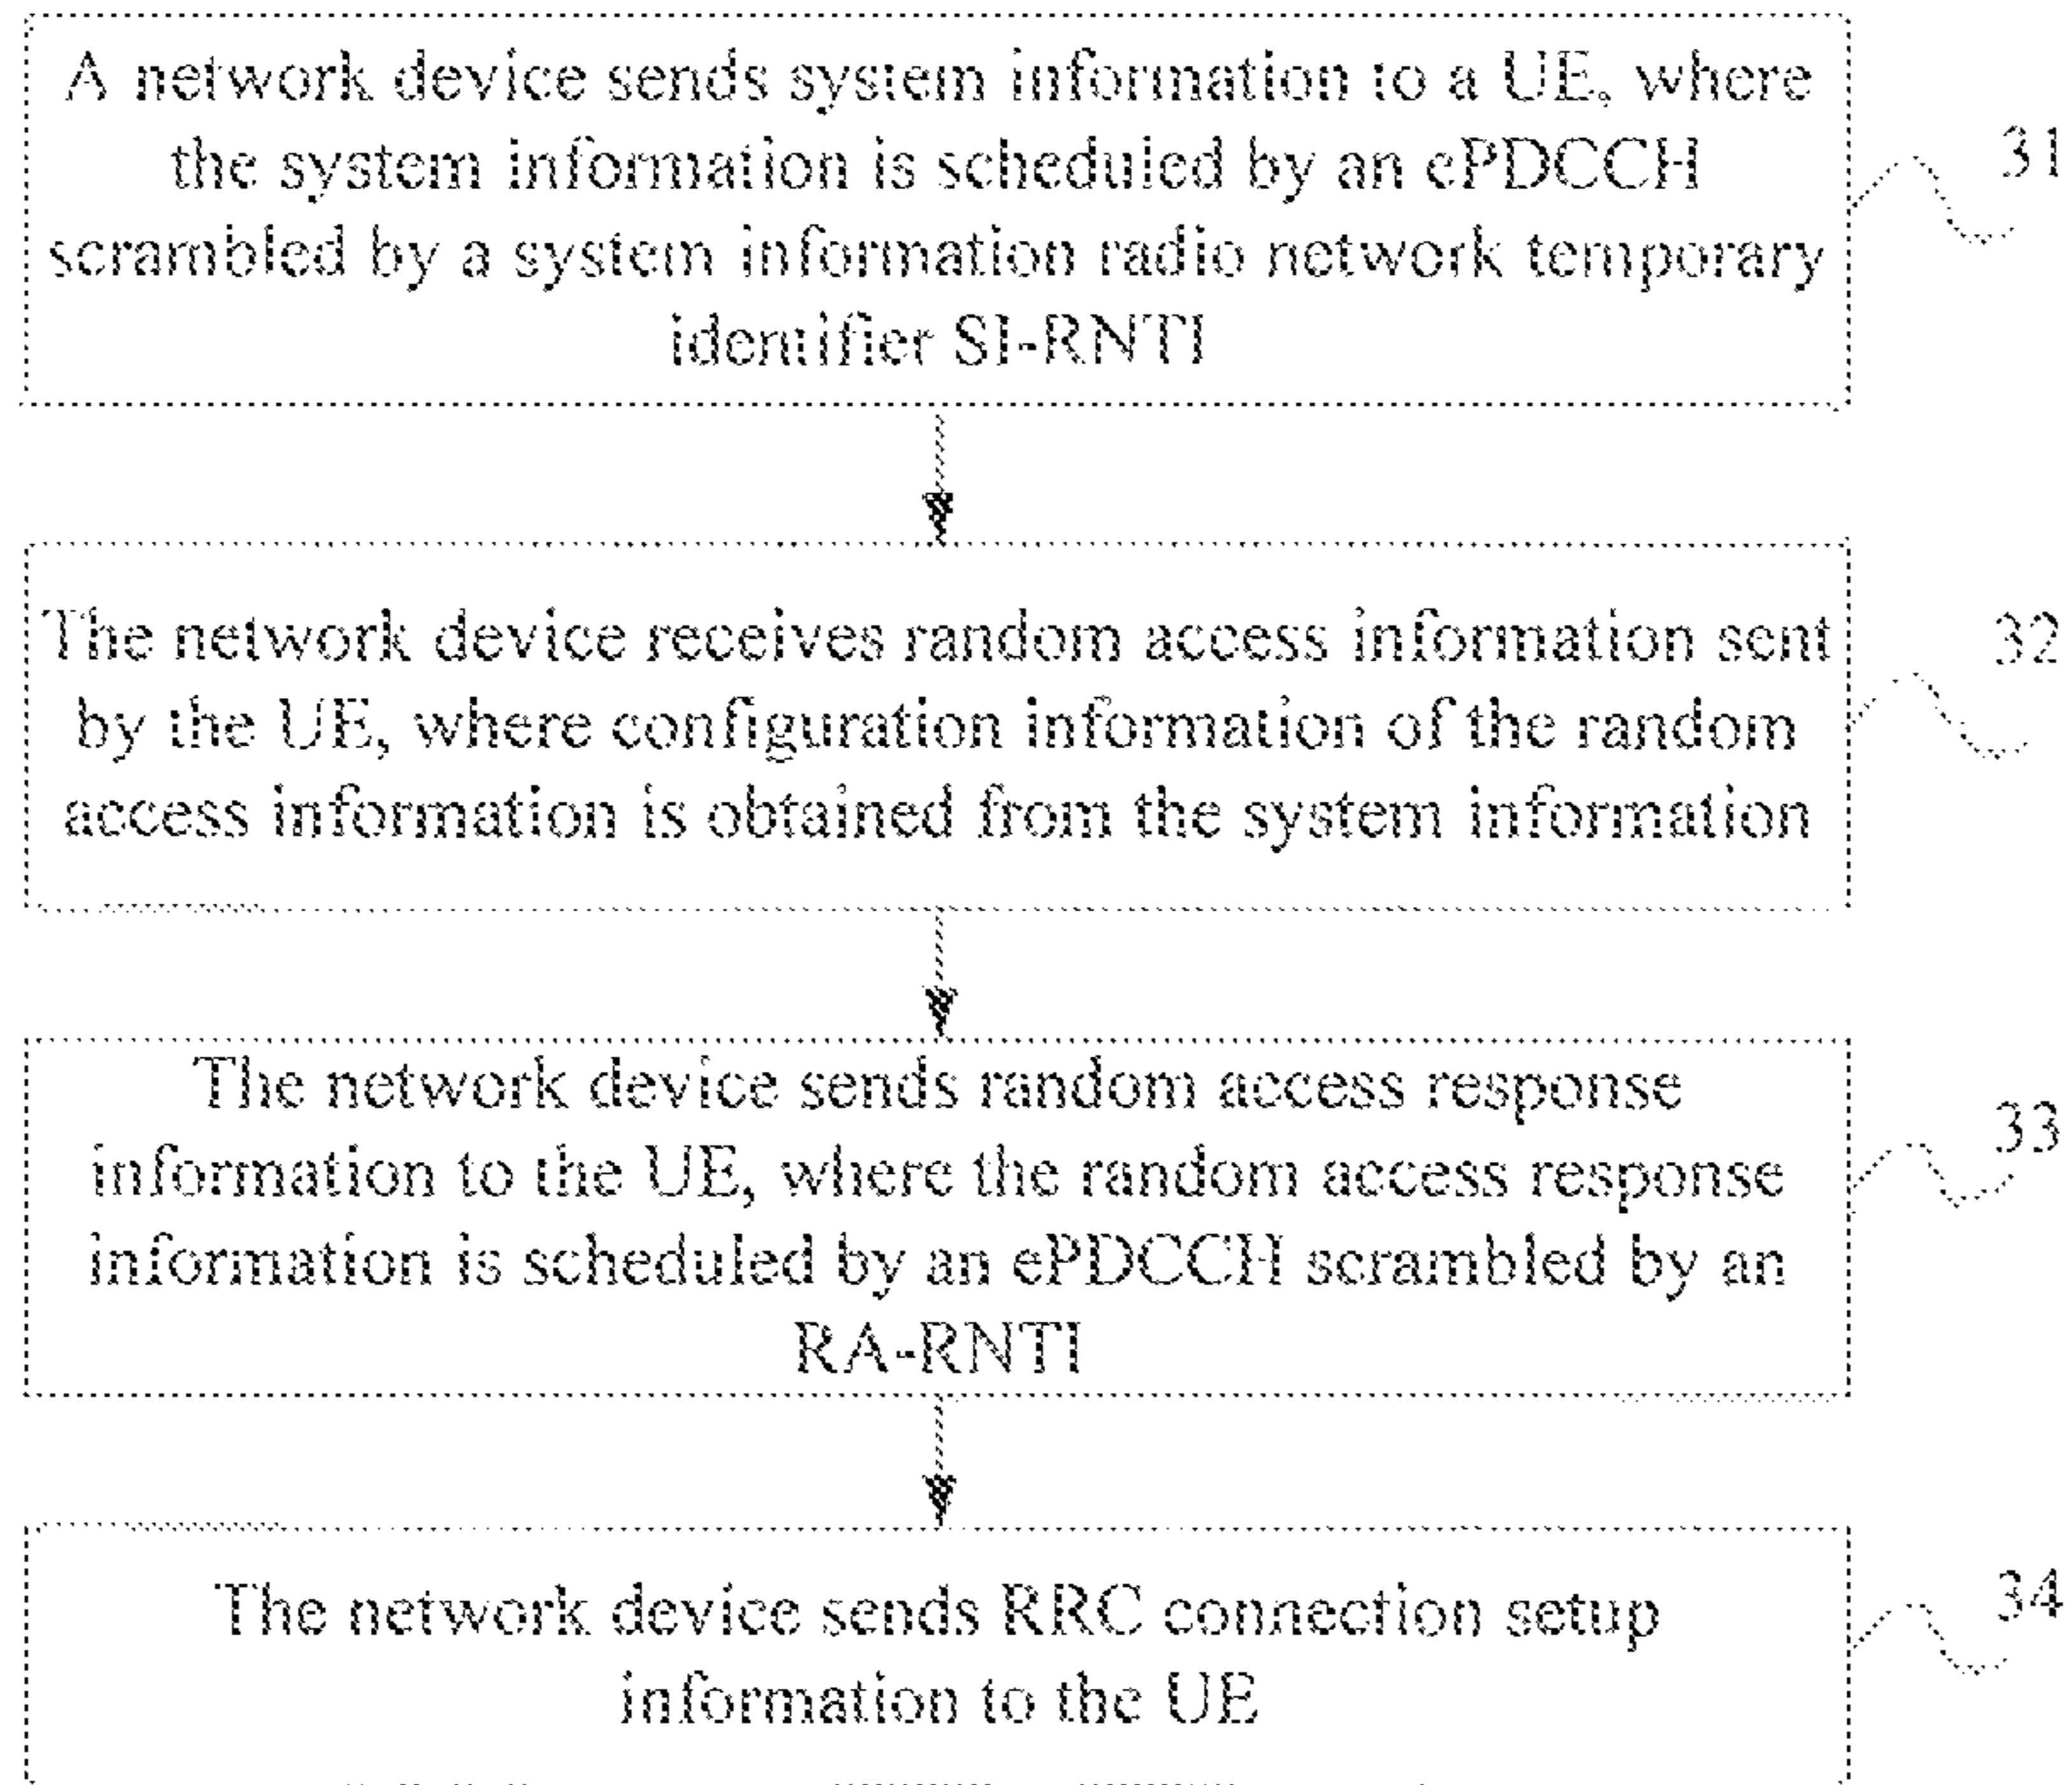 A network device sends system information to a UE, where
the system information is scheduled by an ePDCCH
scrambled by a system information radio network temporary
identifier SI-RNTI
31
The network device receives random access information sent
by the UE, where configuration information of the random
access information is obtained from the system information
32
The network device sends random access response
information to the UE, where the random access response
information is scheduled by an ePDCCH scrambled by an
RA-RNTI
33
The network device sends RRC connection setup
information to the UE
34